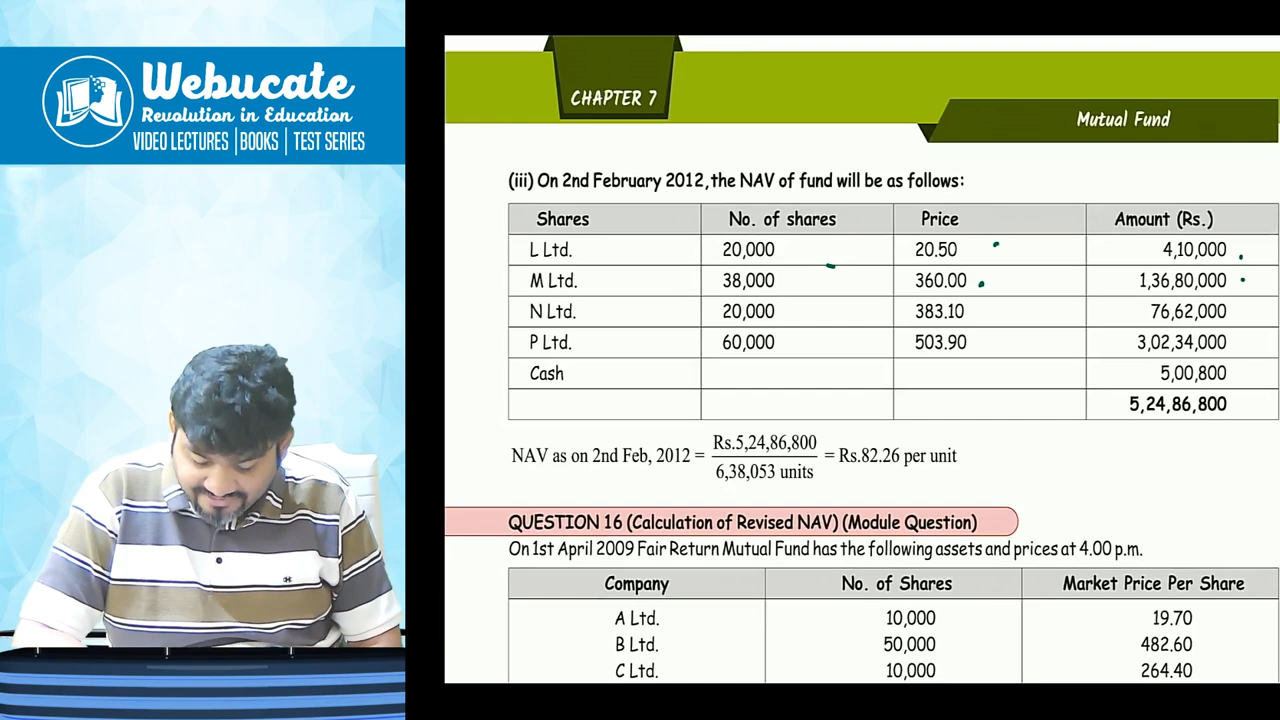 Webucate
Revolution in Education
VIDEO LECTURES | BOOKS | TEST SERIES
CHAPTER 7
Mutual Fund
(iii) On 2nd February 2012, the NAV of fund will be as follows:
Shares No. of shares Price Amount (Rs.)
L Ltd. 20,000 20.50 4,10,000
M Ltd. 38,000 360.00 1,36,80,000
N Ltd. 20,000 383.10 76,62,000
P Ltd. 60,000 503.90 3,02,34,000
Cash 5,00,800
5,24,86,800
NAV as on 2nd Feb, 2012 = Rs.5,24,86,800 / 6,38,053 units = Rs.82.26 per unit
QUESTION 16 (Calculation of Revised NAV) (Module Question)
On 1st April 2009 Fair Return Mutual Fund has the following assets and prices at 4.00 p.m.
Company No. of Shares Market Price Per Share
A Ltd. 10,000 19.70
B Ltd. 50,000 482.60
C Ltd. 10,000 264.40